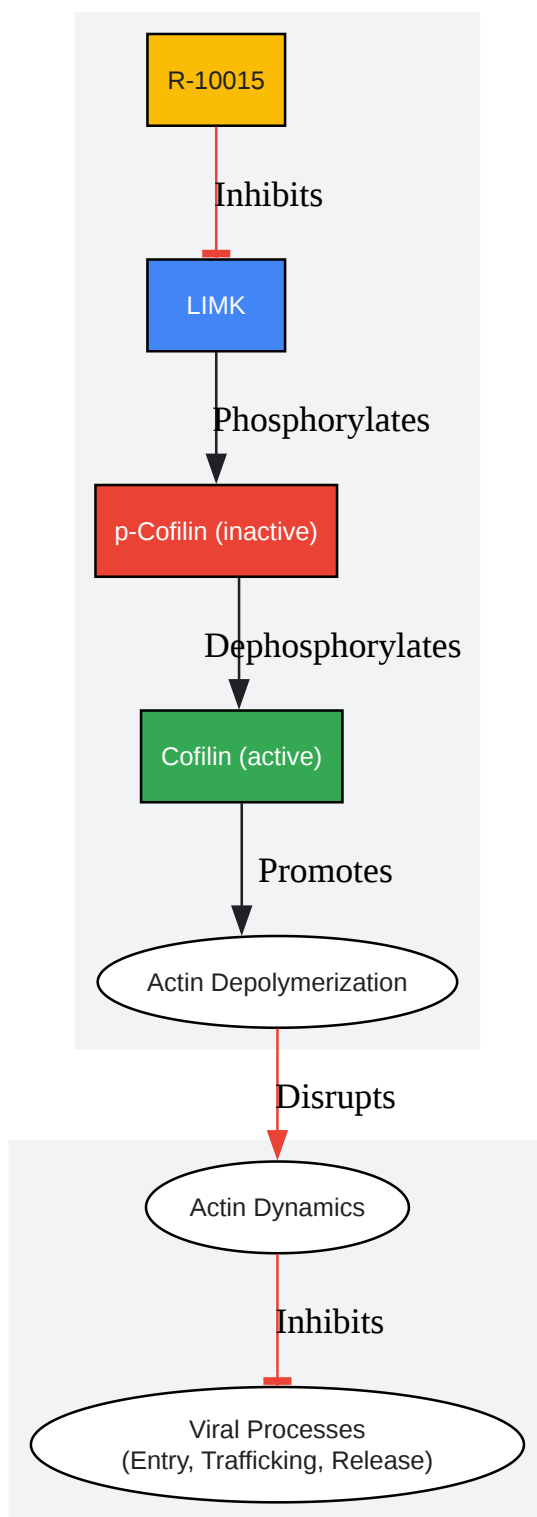 R-10015
Inhibits
LIMK
Phosphorylates
p-Cofilin (inactive)
Dephosphorylates
Cofilin (active)
Promotes
Actin Depolymerization
Disrupts
Actin Dynamics
Inhibits
Viral Processes
(Entry, Trafficking, Release)